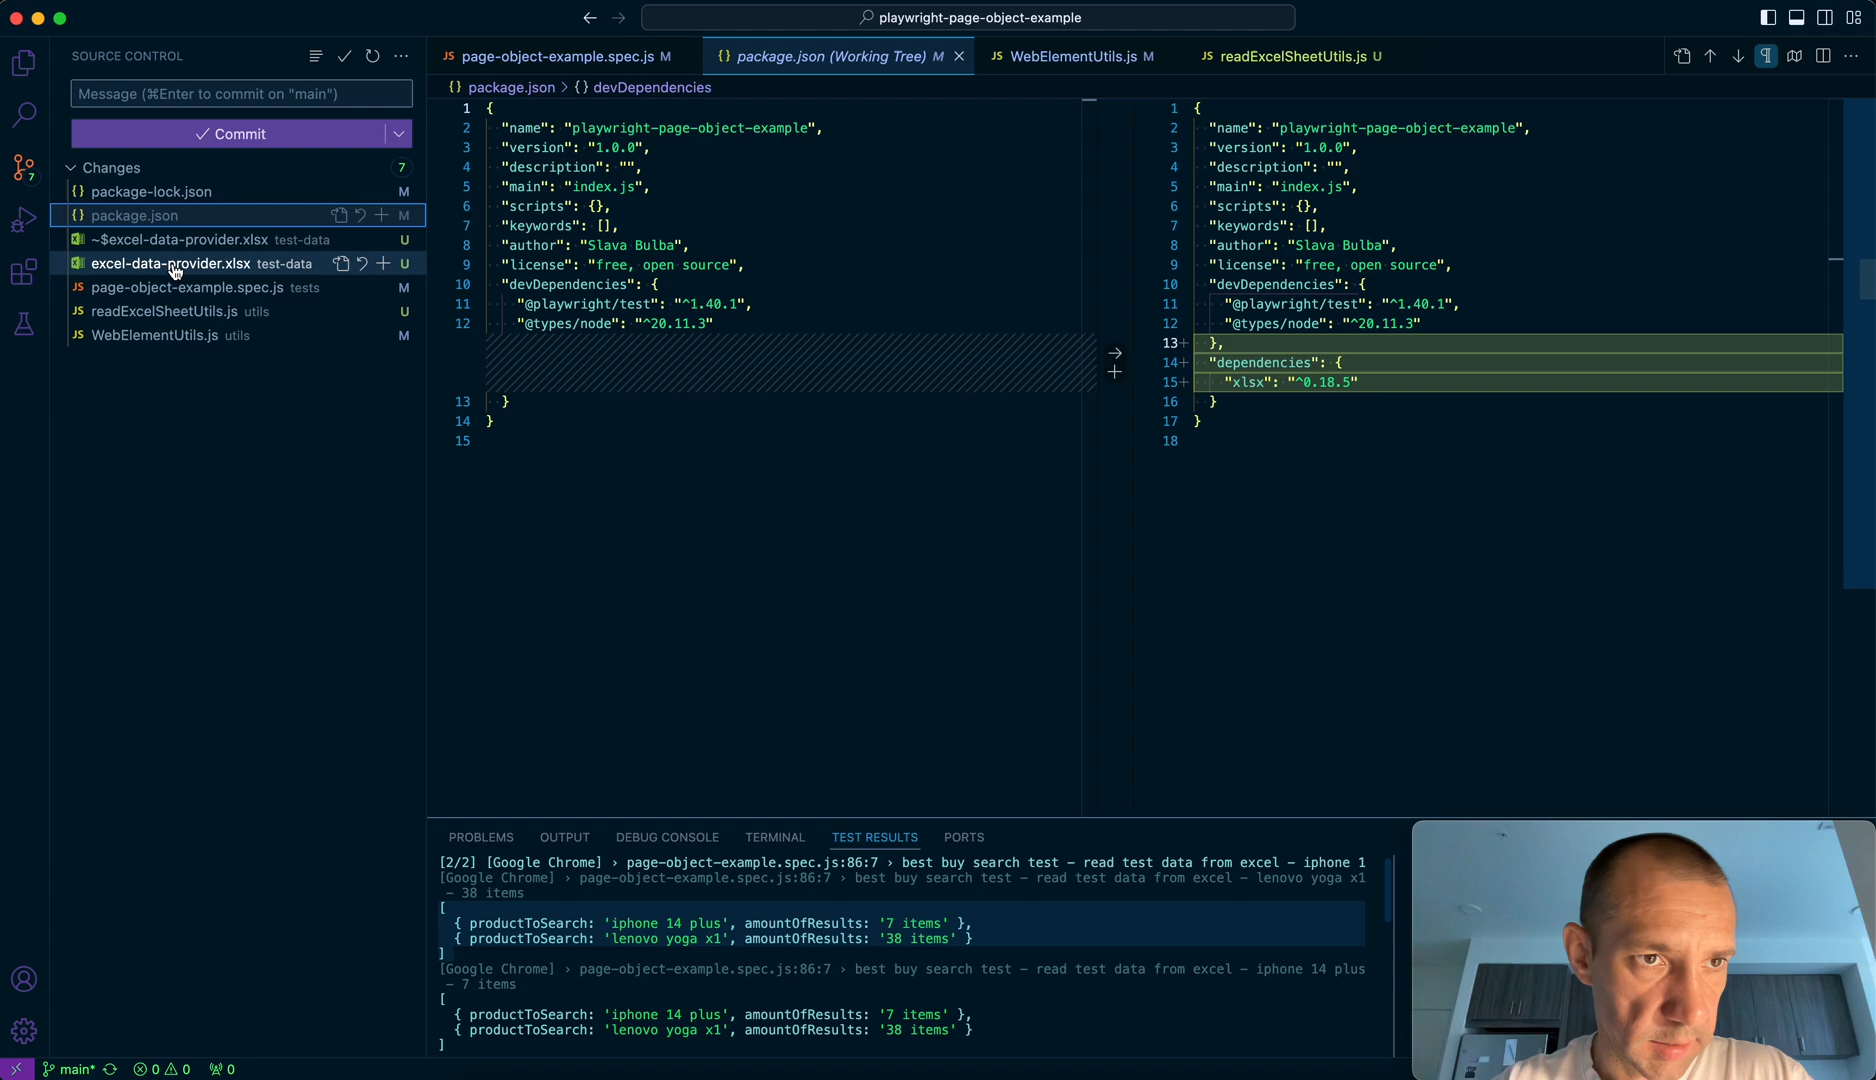 playwright-page-object-example
SOURCE CONTROL
Message (⌘Enter to commit on "main")
Commit
Changes 7
{} package-lock.json M
{} package.json M
~$excel-data-provider.xlsx test-data U
excel-data-provider.xlsx test-data U
JS page-object-example.spec.js tests M
JS readExcelSheetUtils.js utils U
JS WebElementUtils.js utils M
7
JS page-object-example.spec.js M
{} package.json (Working Tree) M
JS WebElementUtils.js M
JS readExcelSheetUtils.js U
{} package.json > {} devDependencies
1 {
2 "name": "playwright-page-object-example",
3 "version": "1.0.0",
4 "description": "",
5 "main": "index.js",
6 "scripts": {},
7 "keywords": [],
8 "author": "Slava Bulba",
9 "license": "free, open source",
10 "devDependencies": {
11 "@playwright/test": "^1.40.1",
12 "@types/node": "^20.11.3"
13 }
14 }
15
1 {
2 "name": "playwright-page-object-example",
3 "version": "1.0.0",
4 "description": "",
5 "main": "index.js",
6 "scripts": {},
7 "keywords": [],
8 "author": "Slava Bulba",
9 "license": "free, open source",
10 "devDependencies": {
11 "@playwright/test": "^1.40.1",
12 "@types/node": "^20.11.3"
13+ },
14+ "dependencies": {
15+ "xlsx": "^0.18.5"
16 }
17 }
18
PROBLEMS OUTPUT DEBUG CONSOLE TERMINAL TEST RESULTS PORTS
[2/2] [Google Chrome] › page-object-example.spec.js:86:7 › best buy search test – read test data from excel – iphone 1
[Google Chrome] › page-object-example.spec.js:86:7 › best buy search test – read test data from excel – lenovo yoga x1
– 38 items
[
{ productToSearch: 'iphone 14 plus', amountOfResults: '7 items' },
{ productToSearch: 'lenovo yoga x1', amountOfResults: '38 items' }
]
[Google Chrome] › page-object-example.spec.js:86:7 › best buy search test – read test data from excel – iphone 14 plus
– 7 items
[
{ productToSearch: 'iphone 14 plus', amountOfResults: '7 items' },
{ productToSearch: 'lenovo yoga x1', amountOfResults: '38 items' }
]
main* 0 0 0